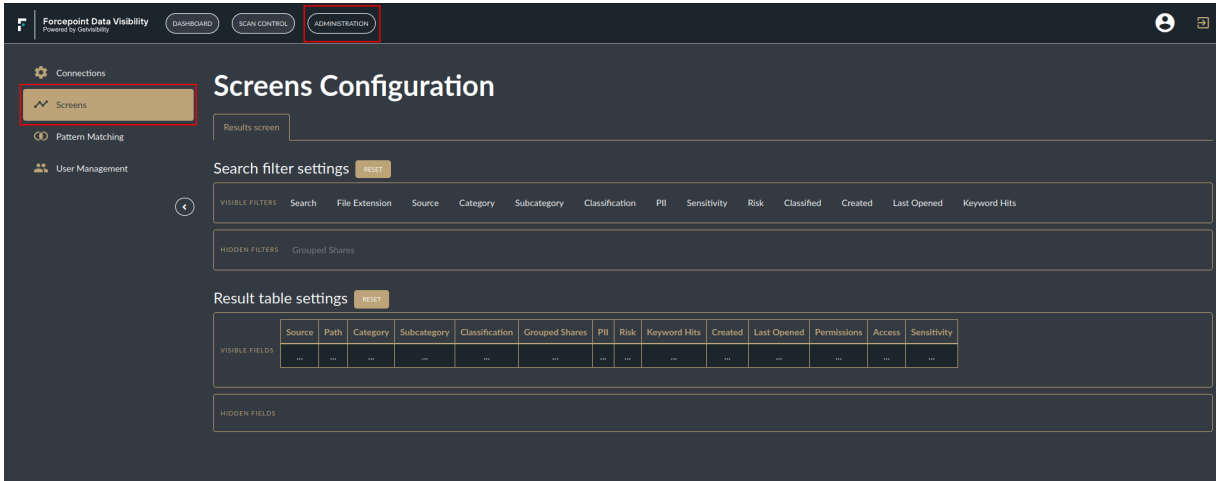 Forcepoint Data Visibility
Powered by Getvisibility
DASHBOARD SCAN CONTROL ADMINISTRATION
Connections
Screens
Pattern Matching
User Management
Screens Configuration
Results screen
Search filter settings RESET
VISIBLE FILTERS Search File Extension Source Category Subcategory Classification PII Sensitivity Risk Classified Created Last Opened Keyword Hits
HIDDEN FILTERS Grouped Shares
Result table settings RESET
Source Path Category Subcategory Classification Grouped Shares PII Risk Keyword Hits Created Last Opened Permissions Access Sensitivity
VISIBLE FIELDS ... ... ... ... ... ... ... ... ... ... ... ... ... ...
HIDDEN FIELDS